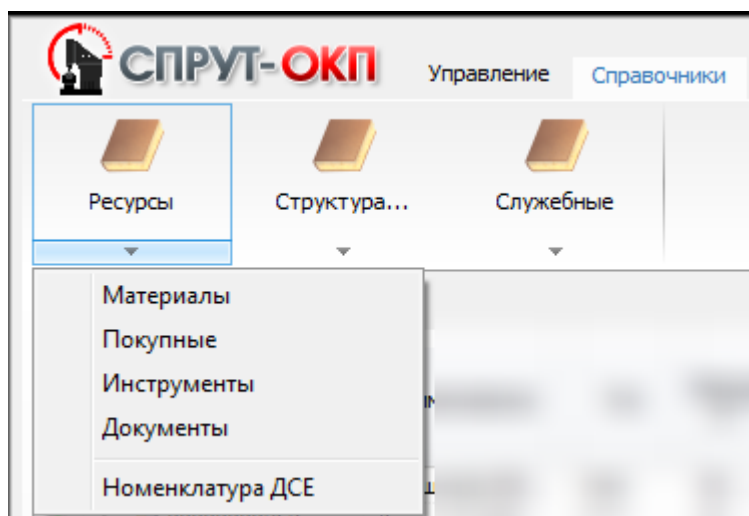 СПРУТ-ОКП
Управление
Справочники
Ресурсы
Структура...
Служебные
Материалы
Покупные
Инструменты
Документы
Номенклатура ДСЕ